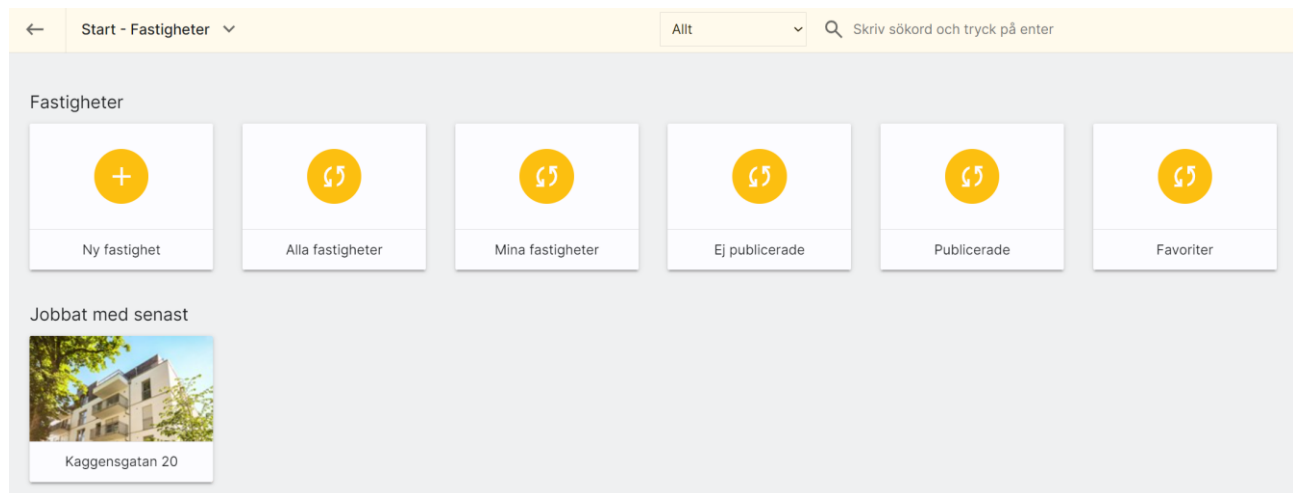 Start - Fastigheter
Allt
Skriv sökord och tryck på enter
Fastigheter
Ny fastighet
Alla fastigheter
Mina fastigheter
Ej publicerade
Publicerade
Favoriter
Jobbat med senast
Kaggensgatan 20